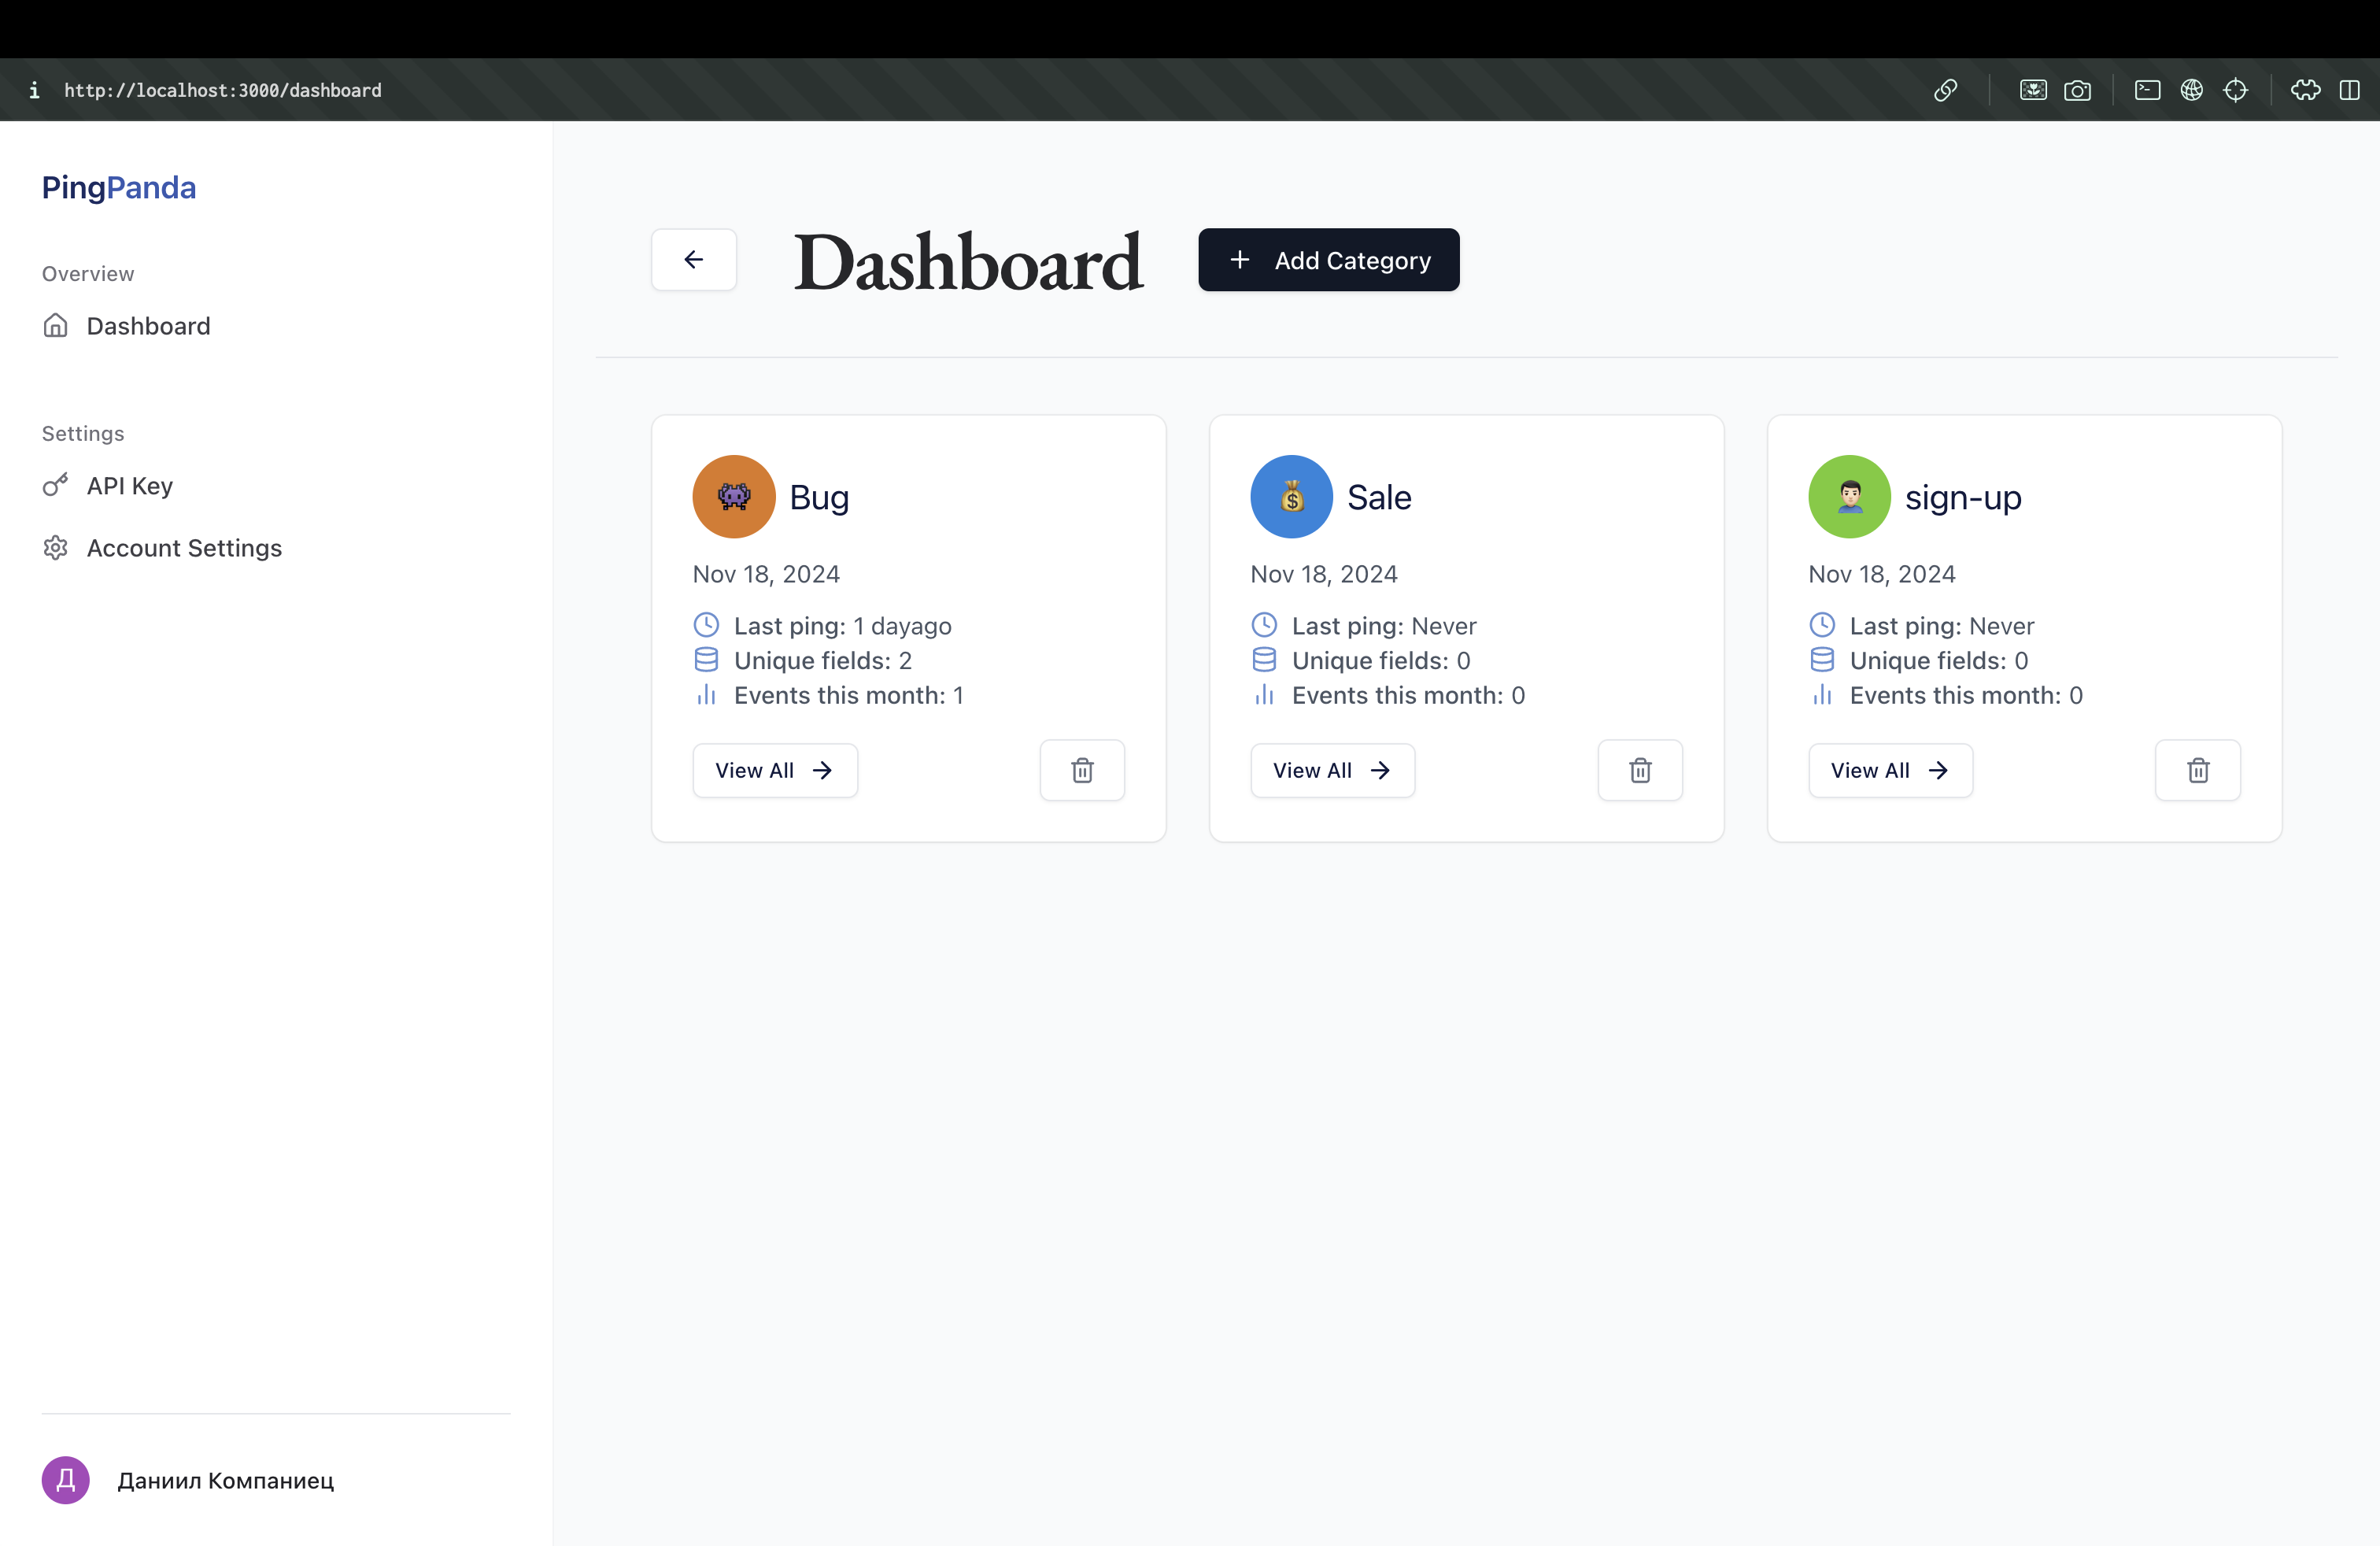 http://localhost:3000/dashboard
PingPanda
Overview
Dashboard
Settings
API Key
Account Settings
Д Даниил Компаниец
Dashboard
+ Add Category
Bug
Nov 18, 2024
Last ping: 1 dayago
Unique fields: 2
Events this month: 1
View All
Sale
Nov 18, 2024
Last ping: Never
Unique fields: 0
Events this month: 0
View All
sign-up
Nov 18, 2024
Last ping: Never
Unique fields: 0
Events this month: 0
View All